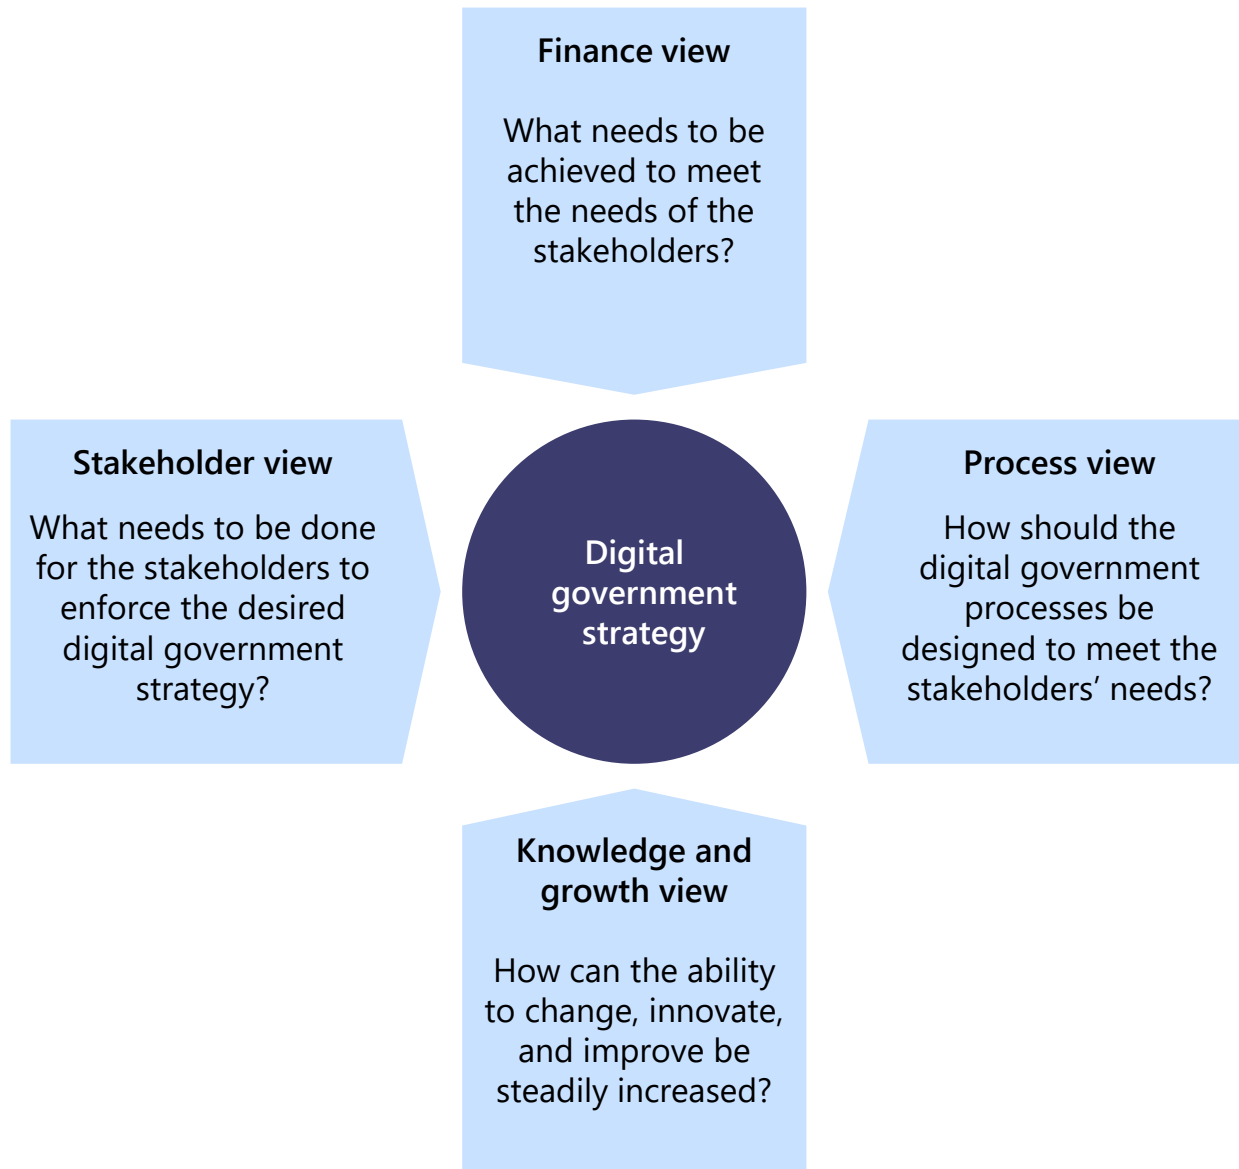 Finance view
What needs to be
achieved to meet
the needs of the
stakeholders?
Stakeholder view
What needs to be done
for the stakeholders to
enforce the desired
digital government
strategy?
Digital
government
strategy
Process view
How should the
digital government
processes be
designed to meet the
stakeholders’ needs?
Knowledge and
growth view
How can the ability
to change, innovate,
and improve be
steadily increased?